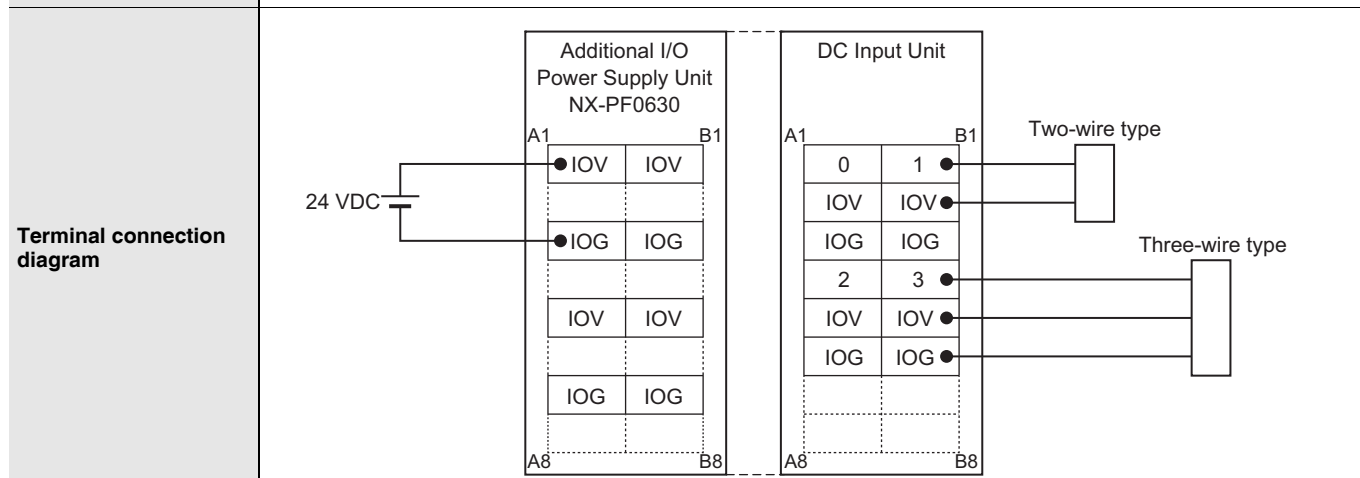 Terminal connection
diagram
24 VDC
Additional I/O
Power Supply Unit
NX-PF0630
A1 B1
IOV IOV
IOG IOG
IOV IOV
IOG IOG
A8 B8
DC Input Unit
A1 B1
0 1
IOV IOV
IOG IOG
2 3
IOV IOV
IOG IOG
A8 B8
Two-wire type
Three-wire type